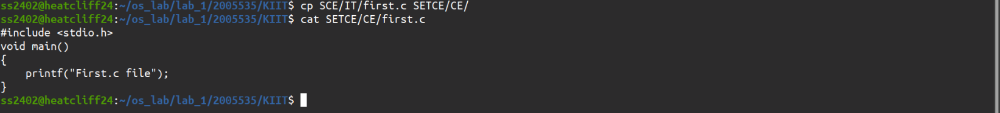 ss2402@heatcliff24:~/os_lab/lab_1/2005535/KIIT$ cp SCE/IT/first.c SETCE/CE/
ss2402@heatcliff24:~/os_lab/lab_1/2005535/KIIT$ cat SETCE/CE/first.c
#include <stdio.h>
void main()
{
    printf("First.c file");
}
ss2402@heatcliff24:~/os_lab/lab_1/2005535/KIIT$